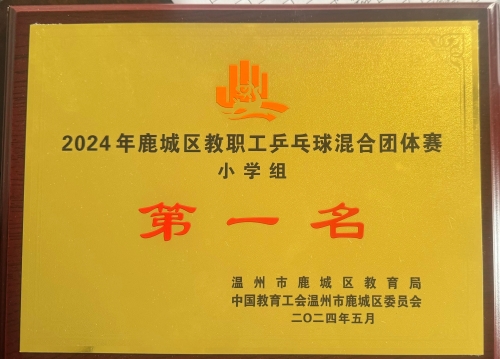 2024年鹿城区教职工乒乓球混合团体赛
小学组
第一名
温州市鹿城区教育局
中国教育工会温州市鹿城区委员会
二〇二四年五月